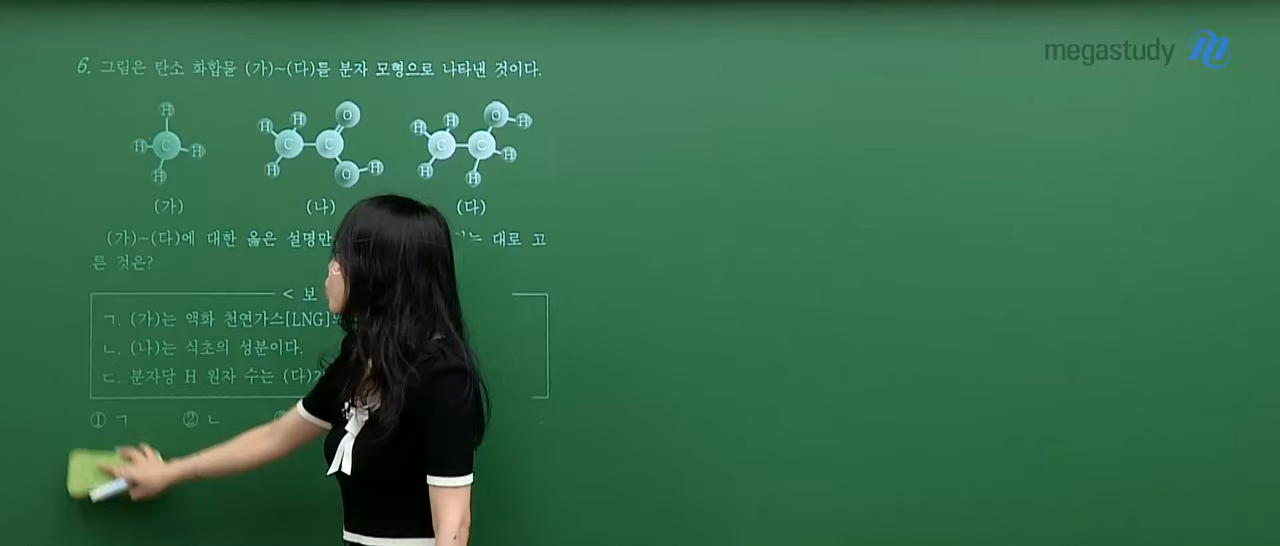 megastudy
6. 그림은 탄소 화합물 (가)~(다)를 분자 모형으로 나타낸 것이다.
H H C H H
H H C C O H O H
H H C C O H H H H
(가) (나) (다)
(가)~(다)에 대한 옳은 설명만 대로 고
른 것은?
< 보
ㄱ. (가)는 액화 천연가스[LNG]의
ㄴ. (나)는 식초의 성분이다.
ㄷ. 분자당 H 원자 수는 (다)가
① ㄱ ② ㄴ